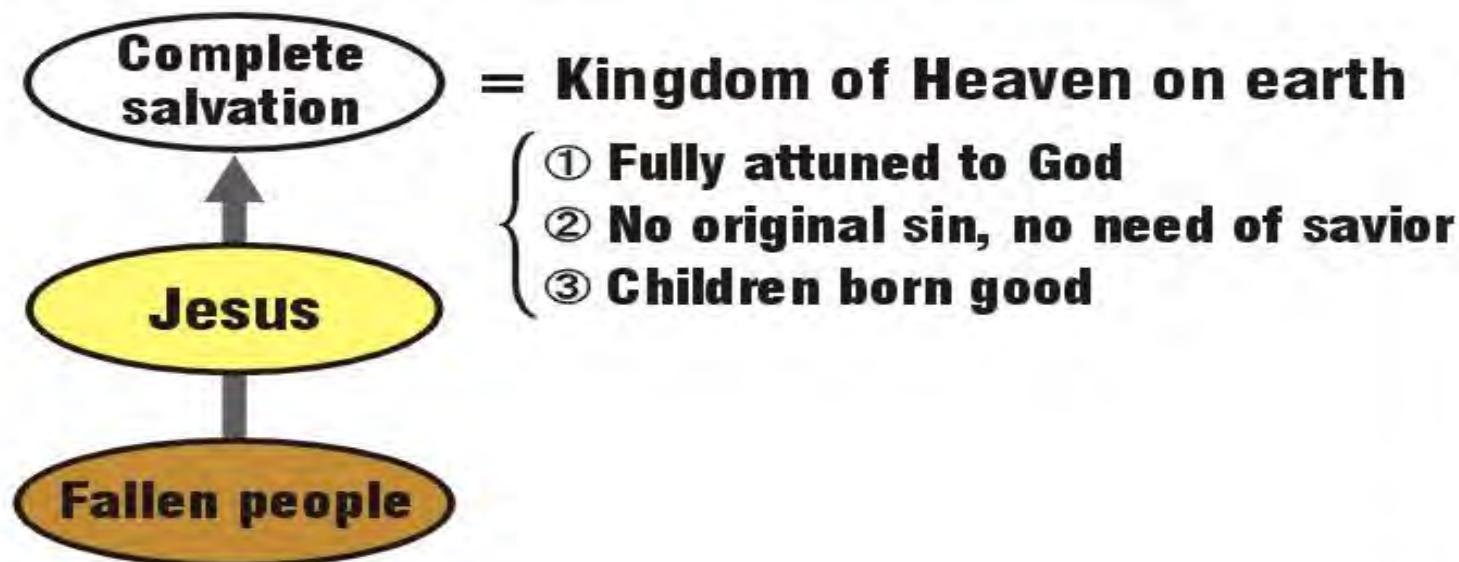 Complete
salvation
= Kingdom of Heaven on earth
① Fully attuned to God
② No original sin, no need of savior
③ Children born good
Jesus
Fallen people